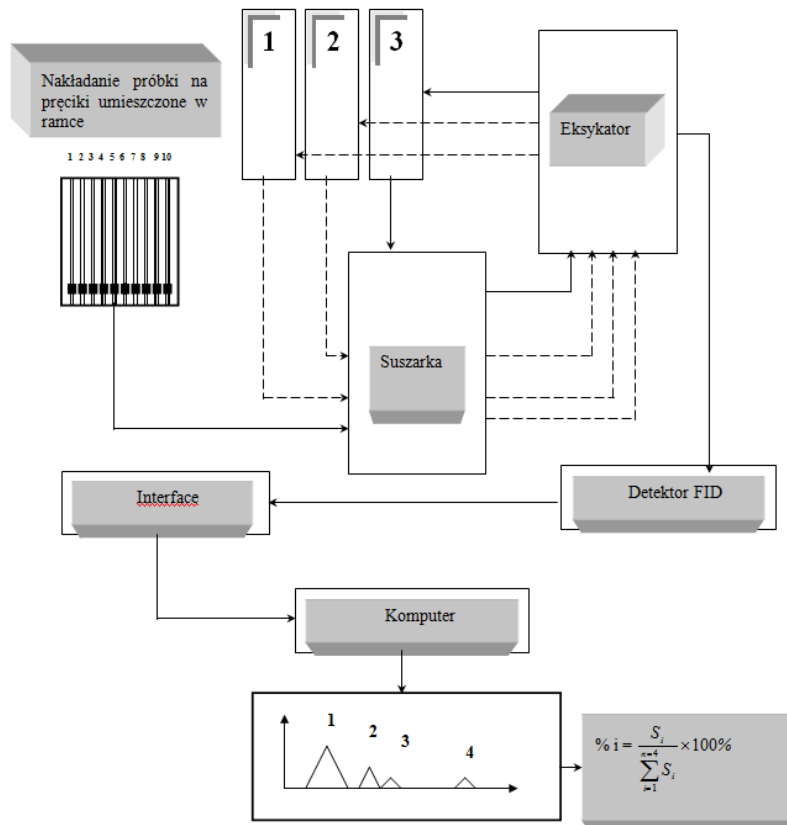 1 2 3
Nakładanie próbki na
pręciki umieszczone w
ramce
Eksykator
1 2 3 4 5 6 7 8 9 10
Suszarka
Interface
Detektor FID
Komputer
1
2
3
4
% i = S_i / ∑_{i=1}^{n=4} S_i × 100%